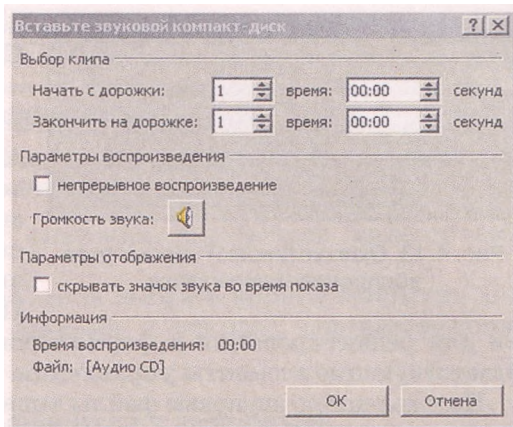 Вставьте звуковой компакт-диск
Выбор клипа
Начать с дорожки: 1 время: 00:00 секунд
Закончить на дорожке: 1 время: 00:00 секунд
Параметры воспроизведения
непрерывное воспроизведение
Громкость звука:
Параметры отображения
скрывать значок звука во время показа
Информация
Время воспроизведения: 00:00
Файл: [Аудио CD]
ОК Отмена